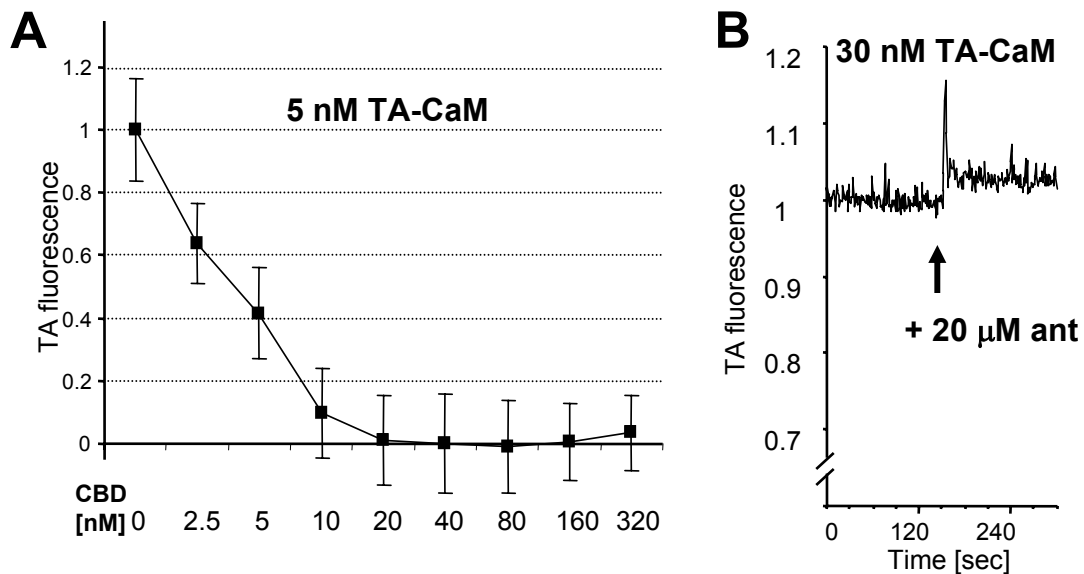 A
1.2
1
0.8
0.6
0.4
0.2
0
TA fluorescence
5 nM TA-CaM
CBD
[nM]
0 2.5 5 10 20 40 80 160 320
B
30 nM TA-CaM
1.2
1.1
1
0.9
0.8
0.7
TA fluorescence
+ 20 μM ant
0 120 240
Time [sec]